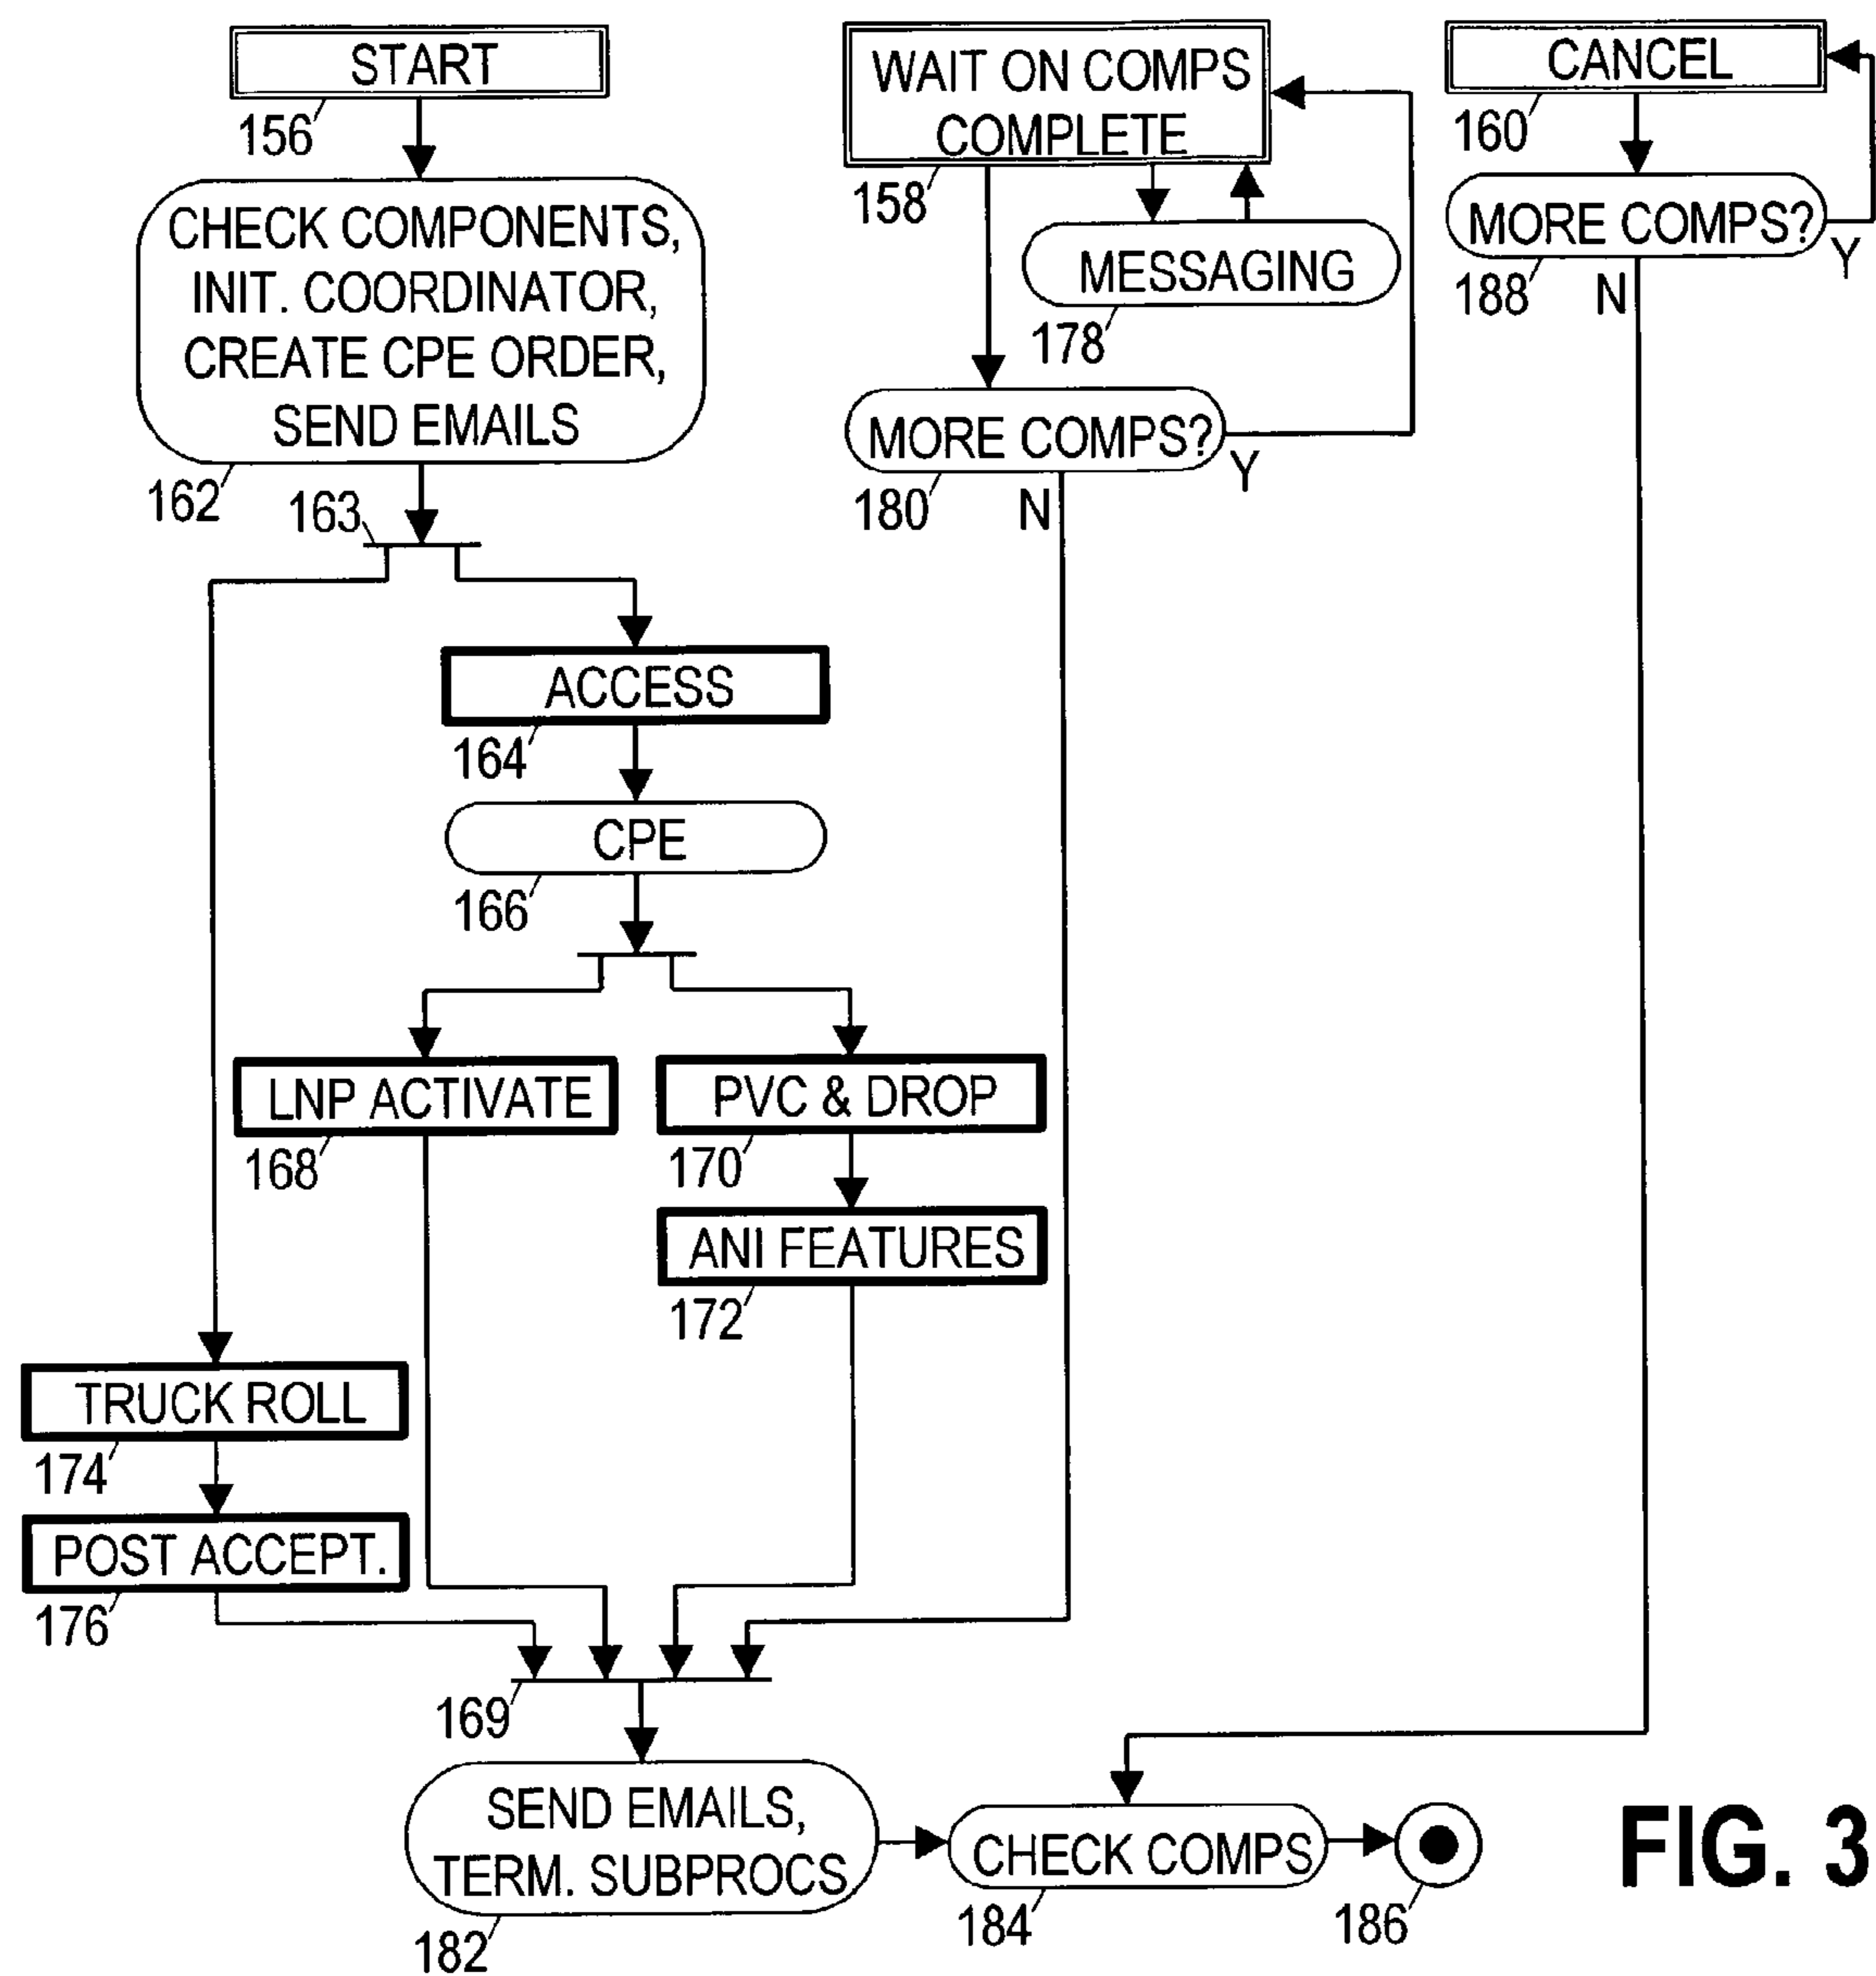 START
156
CHECK COMPONENTS,
INIT. COORDINATOR,
CREATE CPE ORDER,
SEND EMAILS
162
163
ACCESS
164
CPE
166
LNP ACTIVATE
168
PVC & DROP
170
ANI FEATURES
172
TRUCK ROLL
174
POST ACCEPT.
176
WAIT ON COMPS
COMPLETE
158
MESSAGING
178
MORE COMPS?
180
Y
N
CANCEL
160
MORE COMPS?
188
Y
N
169
SEND EMAILS,
TERM. SUBPROCS
182
CHECK COMPS
184
186
FIG. 3